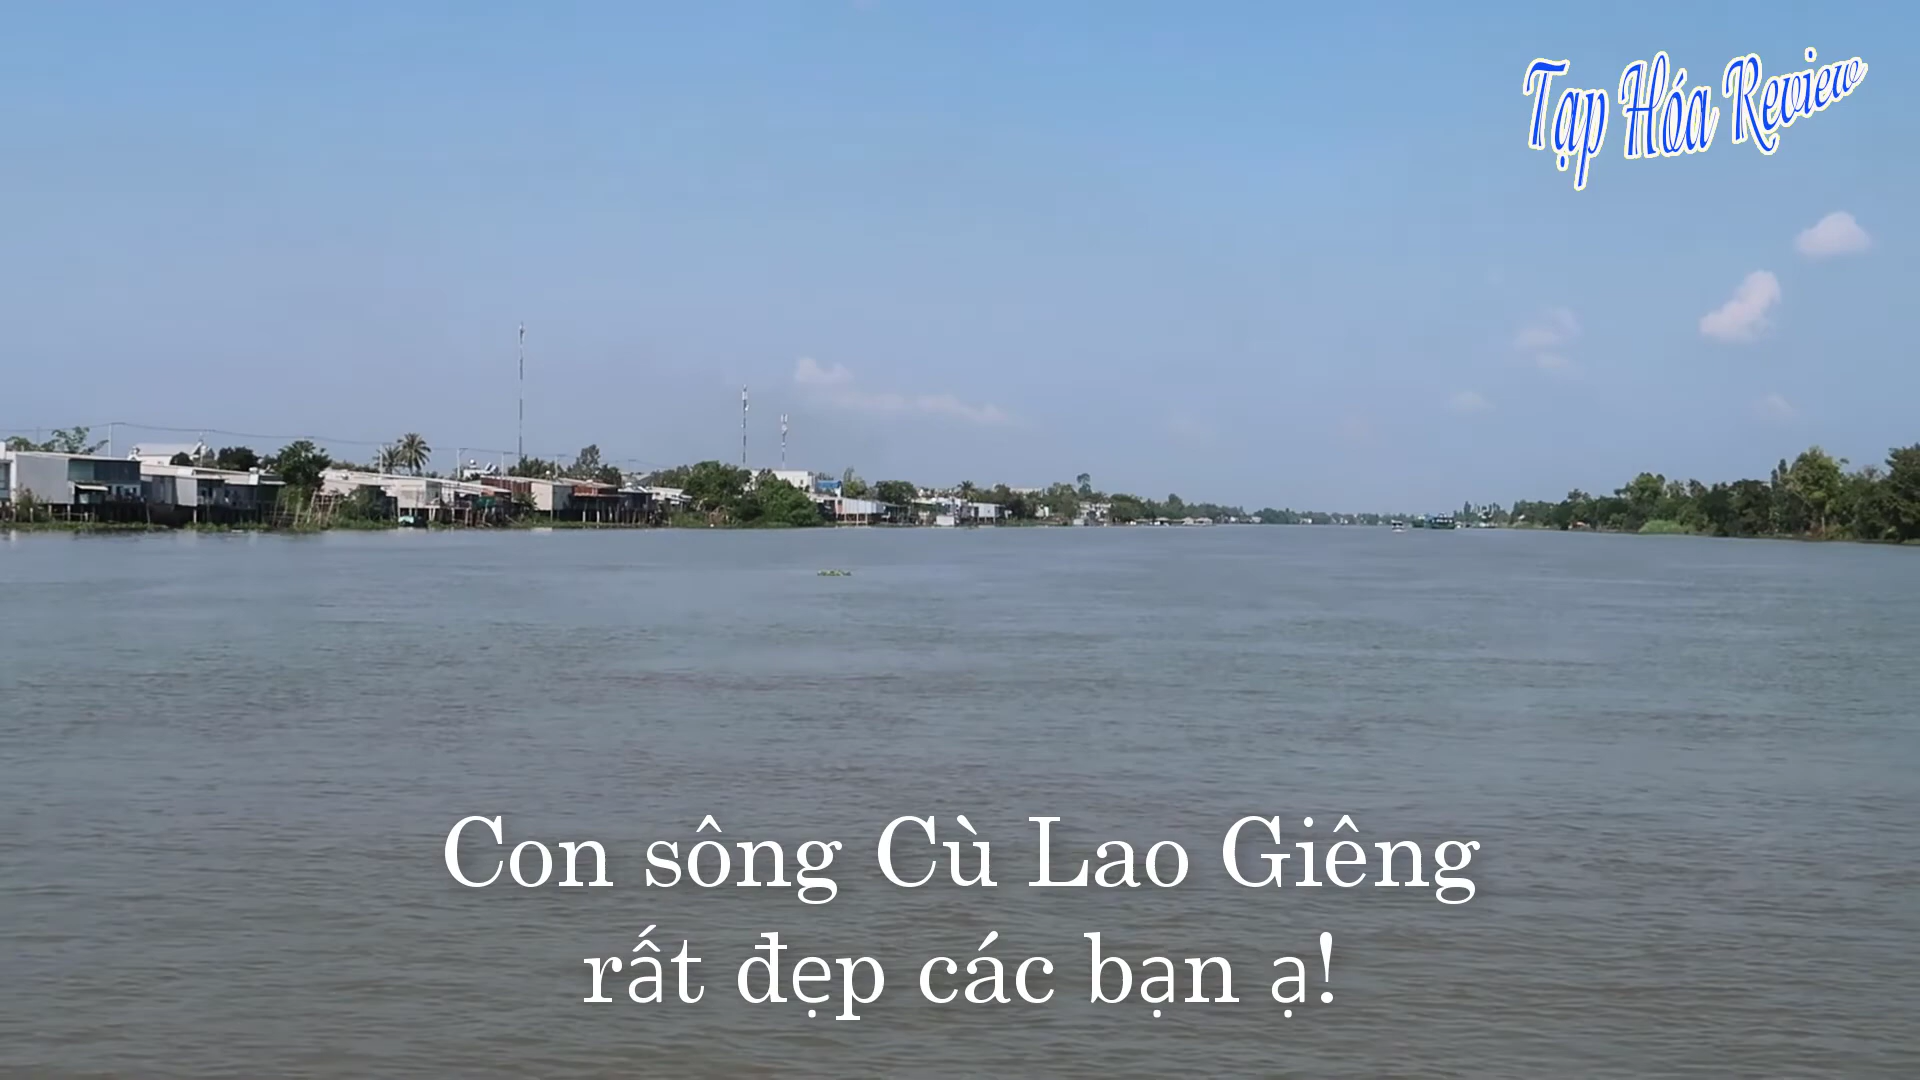 Tạp Hóa Review
Con sông Cù Lao Giêng
rất đẹp các bạn ạ!